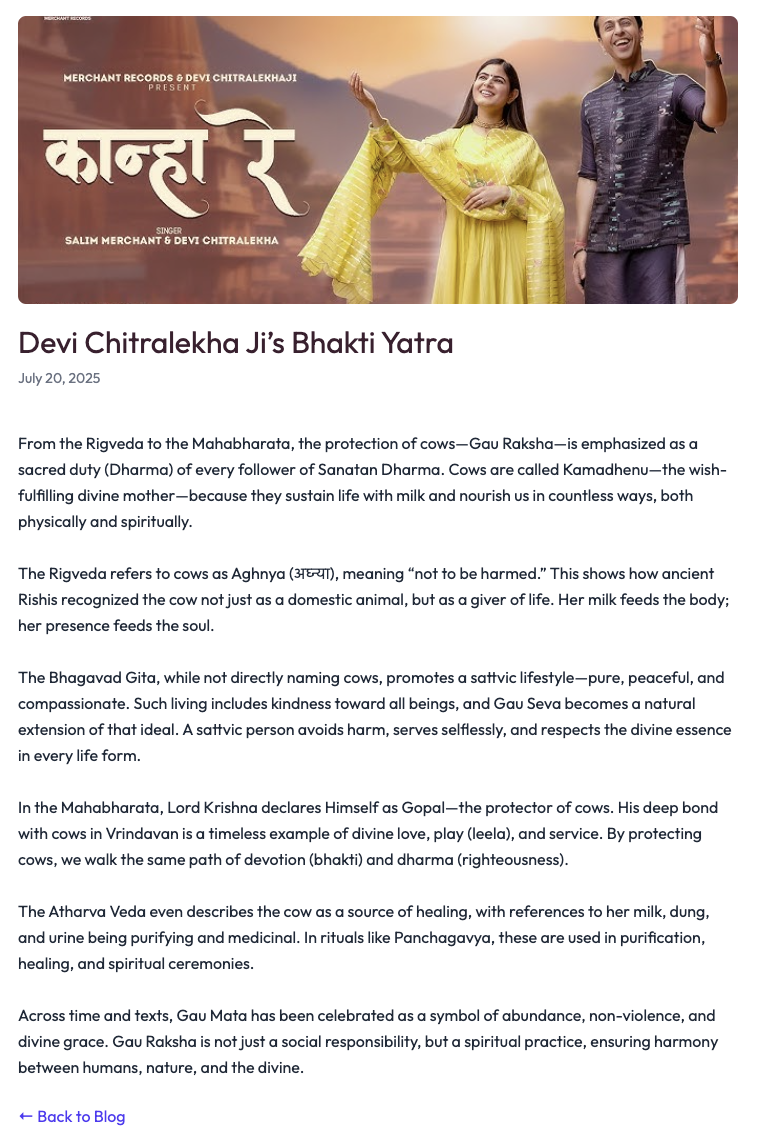 MERCHANT RECORDS
MERCHANT RECORDS & DEVI CHITRALEKHAJI
PRESENT
कान्हा रे
SINGER
SALIM MERCHANT & DEVI CHITRALEKHA
Devi Chitralekha Ji’s Bhakti Yatra
July 20, 2025
From the Rigveda to the Mahabharata, the protection of cows—Gau Raksha—is emphasized as a
sacred duty (Dharma) of every follower of Sanatan Dharma. Cows are called Kamadhenu—the wish-
fulfilling divine mother—because they sustain life with milk and nourish us in countless ways, both
physically and spiritually.
The Rigveda refers to cows as Aghnya (अघ्न्या), meaning “not to be harmed.” This shows how ancient
Rishis recognized the cow not just as a domestic animal, but as a giver of life. Her milk feeds the body;
her presence feeds the soul.
The Bhagavad Gita, while not directly naming cows, promotes a sattvic lifestyle—pure, peaceful, and
compassionate. Such living includes kindness toward all beings, and Gau Seva becomes a natural
extension of that ideal. A sattvic person avoids harm, serves selflessly, and respects the divine essence
in every life form.
In the Mahabharata, Lord Krishna declares Himself as Gopal—the protector of cows. His deep bond
with cows in Vrindavan is a timeless example of divine love, play (leela), and service. By protecting
cows, we walk the same path of devotion (bhakti) and dharma (righteousness).
The Atharva Veda even describes the cow as a source of healing, with references to her milk, dung,
and urine being purifying and medicinal. In rituals like Panchagavya, these are used in purification,
healing, and spiritual ceremonies.
Across time and texts, Gau Mata has been celebrated as a symbol of abundance, non-violence, and
divine grace. Gau Raksha is not just a social responsibility, but a spiritual practice, ensuring harmony
between humans, nature, and the divine.
← Back to Blog